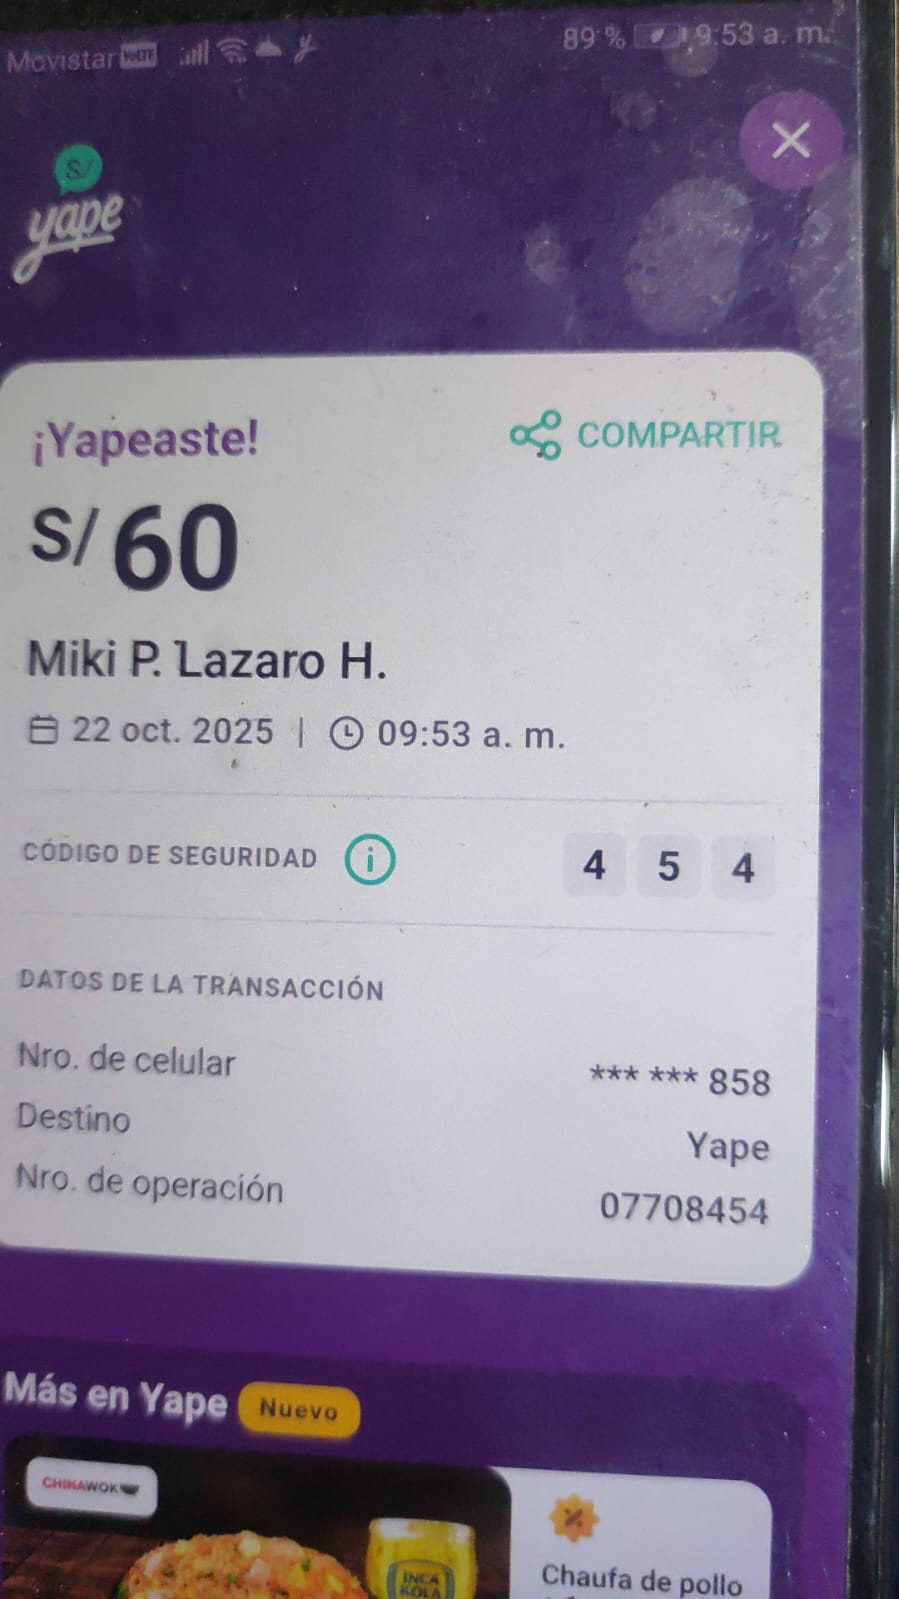 Movistar VoLTE 89 % 9:53 a. m.
S/
yape
¡Yapeaste!
COMPARTIR
S/ 60
Miki P. Lazaro H.
22 oct. 2025 | 09:53 a. m.
CÓDIGO DE SEGURIDAD 4 5 4
DATOS DE LA TRANSACCIÓN
Nro. de celular *** *** 858
Destino Yape
Nro. de operación 07708454
Más en Yape Nuevo
CHINAWOK
INCA
KOLA
Chaufa de pollo